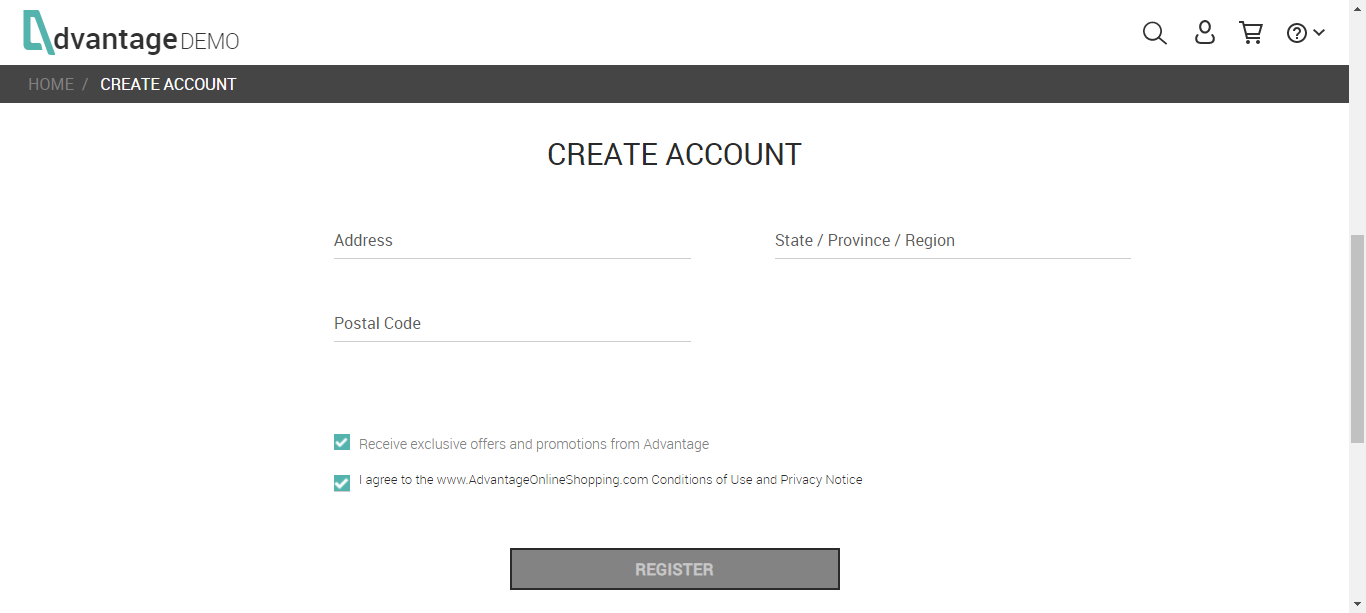 dvantage DEMO
HOME / CREATE ACCOUNT
CREATE ACCOUNT
Address
State / Province / Region
Postal Code
Receive exclusive offers and promotions from Advantage
I agree to the www.AdvantageOnlineShopping.com Conditions of Use and Privacy Notice
REGISTER